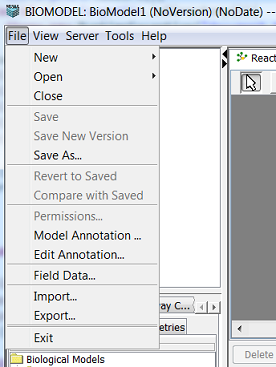 BIOMODEL: BioModel1 (NoVersion) (NoDate) --
File View Server Tools Help
New
Open
Close
Save
Save New Version
Save As...
Revert to Saved
Compare with Saved
Permissions...
Model Annotation ...
Edit Annotation...
Field Data...
Import...
Export...
Exit
React
ay C...
etries
Biological Models
Delete